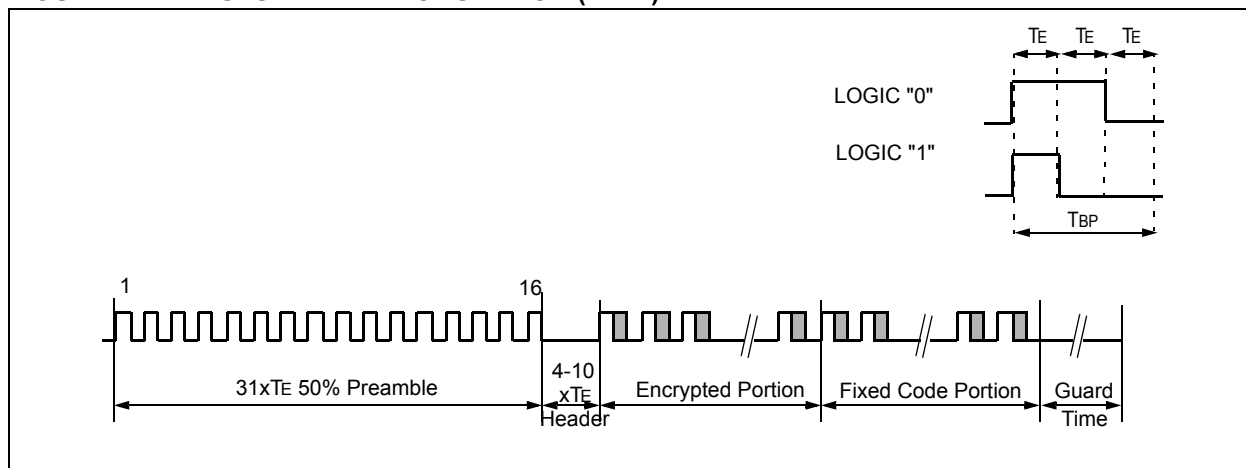 TE TE TE
LOGIC "0"
LOGIC "1"
TBP
1
16
31xTE 50% Preamble
4-10
xTE
Header
Encrypted Portion
Fixed Code Portion
Guard
Time